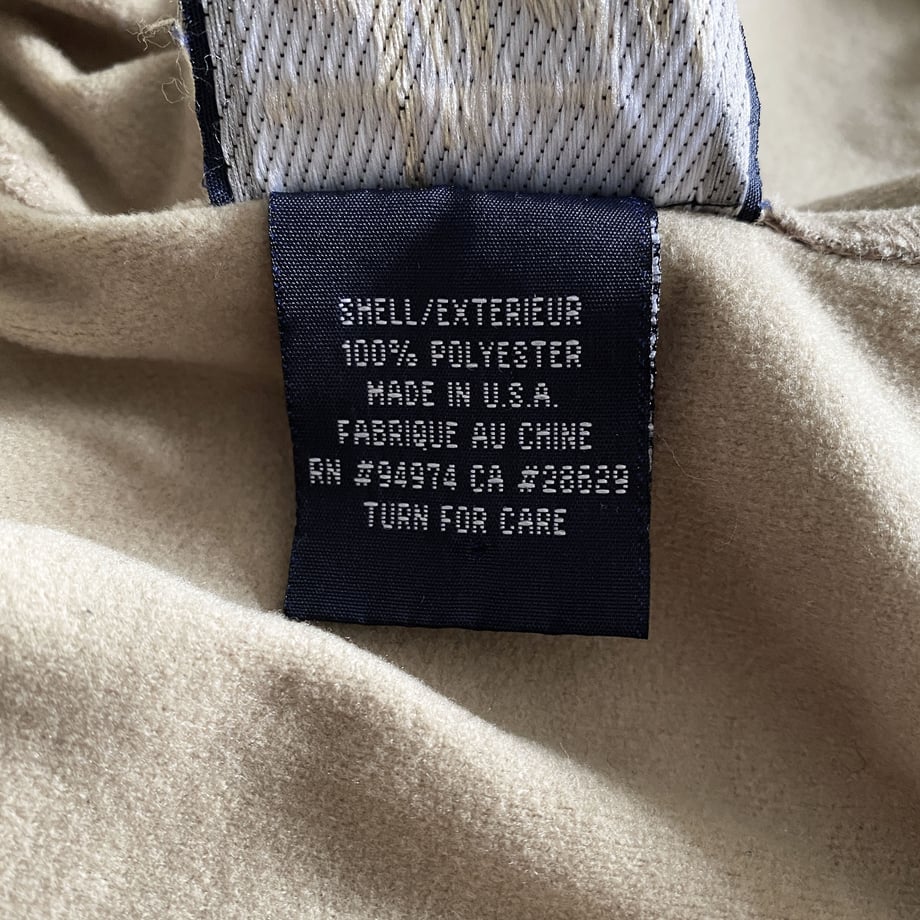 SHELL/EXTERIEUR
100% POLYESTER
MADE IN U.S.A.
FABRIQUE AU CHINE
RN #94974 CA #28629
TURN FOR CARE